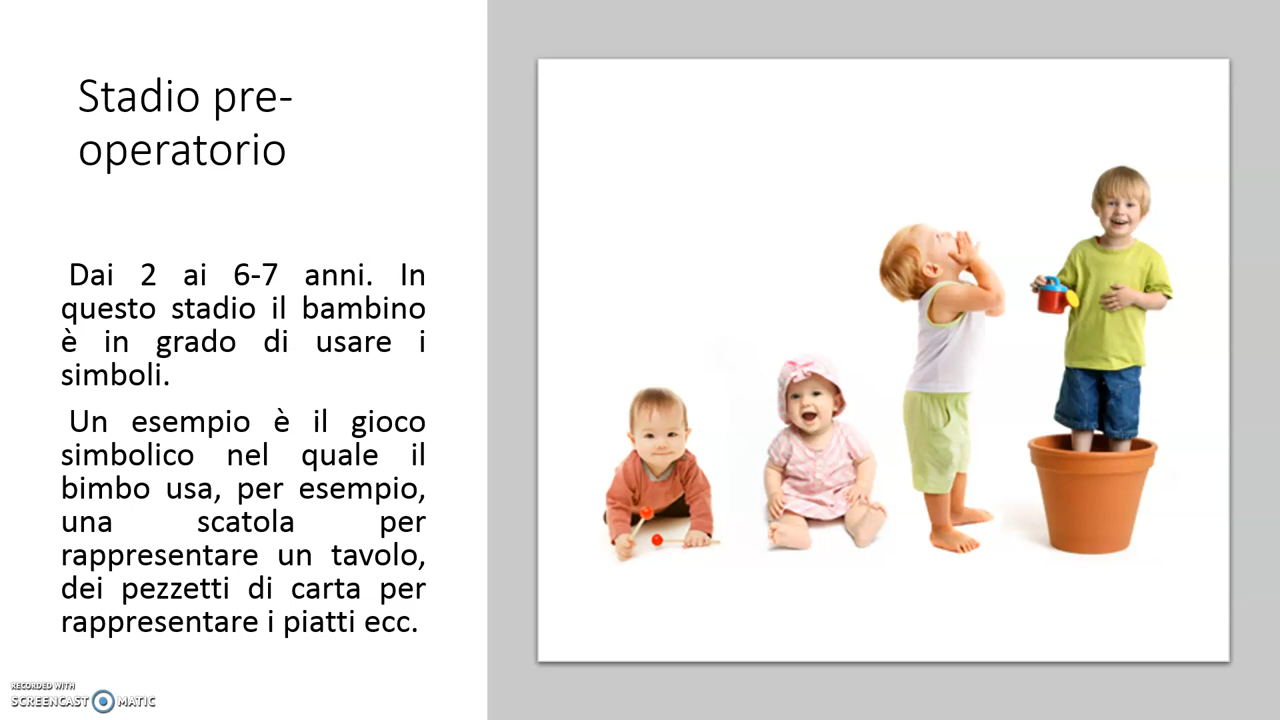 Stadio pre-
operatorio
Dai 2 ai 6-7 anni. In
questo stadio il bambino
è in grado di usare i
simboli.
Un esempio è il gioco
simbolico nel quale il
bimbo usa, per esempio,
una scatola per
rappresentare un tavolo,
dei pezzetti di carta per
rappresentare i piatti ecc.
RECORDED WITH
SCREENCAST MATIC